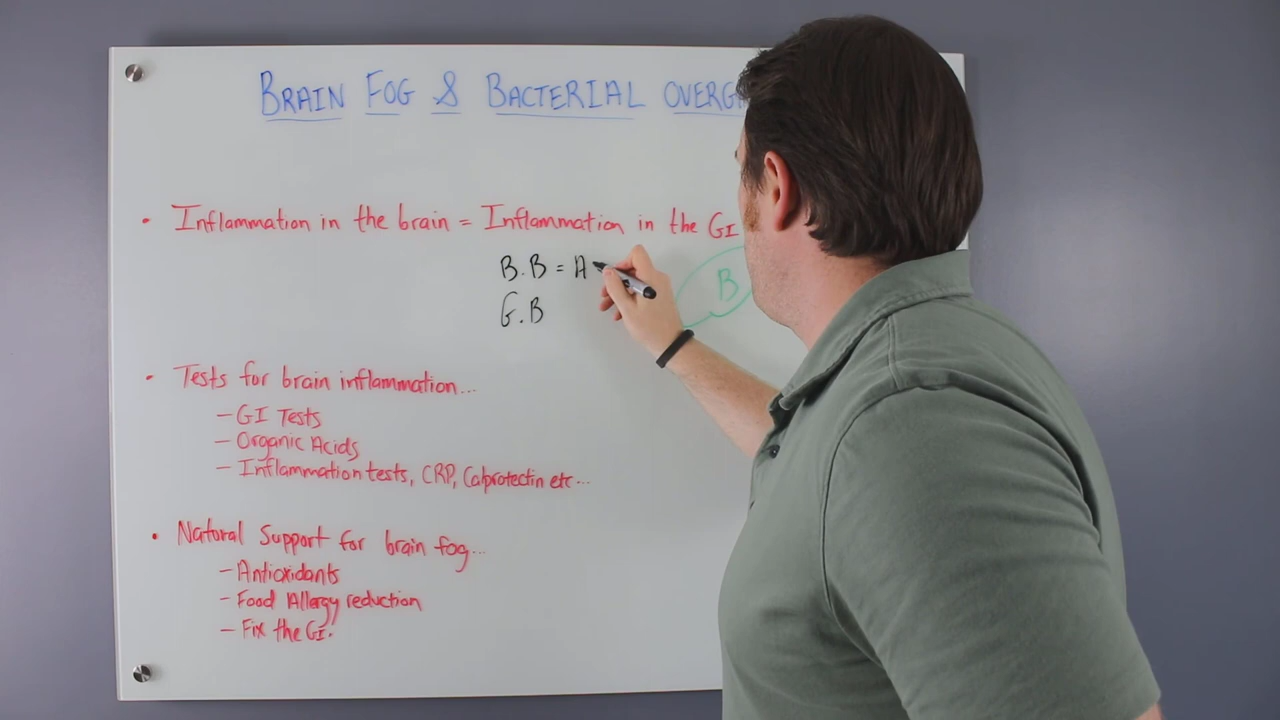 BRAIN FOG & BACTERIAL OVERG
• Inflammation in the brain = Inflammation in the GI
B.B = A
B
G.B
• Tests for brain inflammation...
– GI Tests
– Organic Acids
– Inflammation tests, CRP, Calprotectin etc...
• Natural Support for brain fog...
– Antioxidants
– Food Allergy reduction
– Fix the GI.